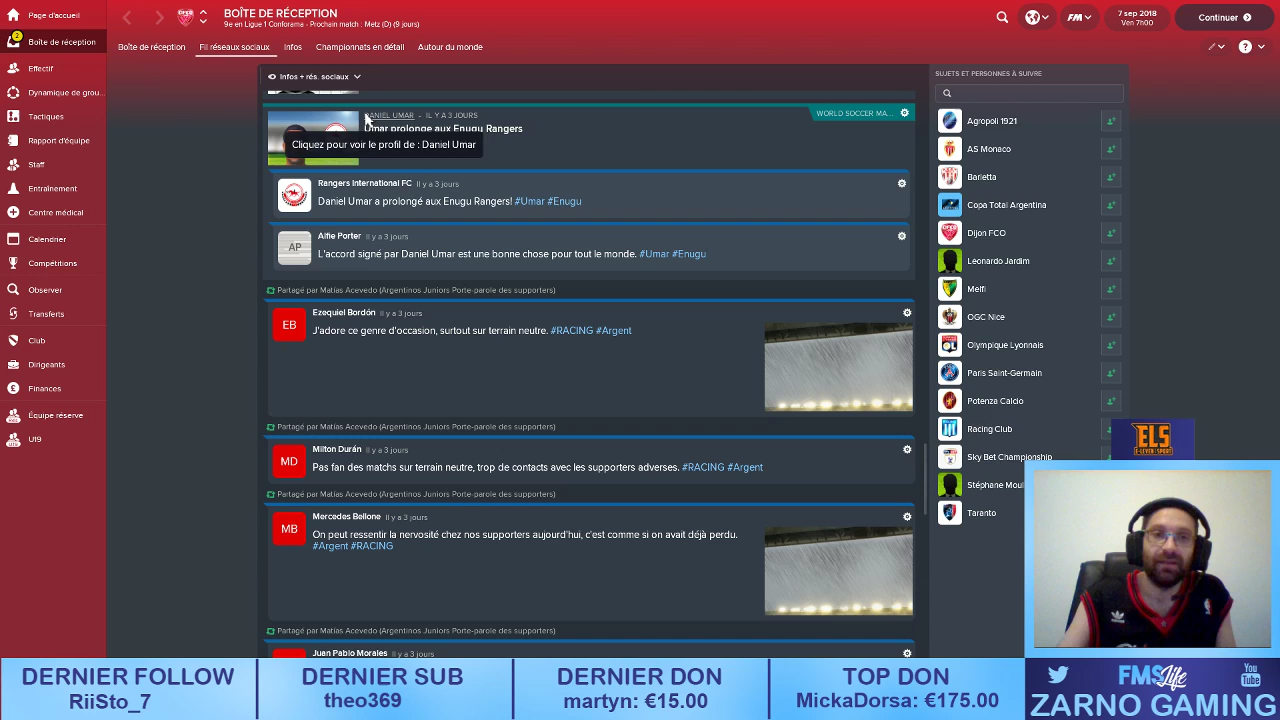 Page d'accueil
2
Boîte de réception
Effectif
Dynamique de grou...
Tactiques
Rapport d'équipe
Staff
Entraînement
Centre médical
Calendrier
Compétitions
Observer
Transferts
Club
Dirigeants
Finances
Équipe réserve
U19
BOÎTE DE RÉCEPTION
9e en Ligue 1 Conforama - Prochain match : Metz (D) (9 jours)
FM
7 sep 2018
Ven 7h00
Continuer
Boîte de réception
Fil réseaux sociaux
Infos
Championnats en détail
Autour du monde
?
Infos + rés. sociaux
DANIEL UMAR - IL Y A 3 JOURS
WORLD SOCCER MA...
Umar prolonge aux Enugu Rangers
Cliquez pour voir le profil de : Daniel Umar
Rangers International FC Il y a 3 jours
Daniel Umar a prolongé aux Enugu Rangers! #Umar #Enugu
AP
Alfie Porter Il y a 3 jours
L'accord signé par Daniel Umar est une bonne chose pour tout le monde. #Umar #Enugu
Partagé par Matías Acevedo (Argentinos Juniors Porte-parole des supporters)
EB
Ezequiel Bordón Il y a 3 jours
J'adore ce genre d'occasion, surtout sur terrain neutre. #RACING #Argent
Partagé par Matías Acevedo (Argentinos Juniors Porte-parole des supporters)
MD
Milton Durán Il y a 3 jours
Pas fan des matchs sur terrain neutre, trop de contacts avec les supporters adverses. #RACING #Argent
Partagé par Matías Acevedo (Argentinos Juniors Porte-parole des supporters)
MB
Mercedes Bellone Il y a 3 jours
On peut ressentir la nervosité chez nos supporters aujourd'hui, c'est comme si on avait déjà perdu.
#Argent #RACING
Partagé par Matías Acevedo (Argentinos Juniors Porte-parole des supporters)
Juan Pablo Morales Il y a 3 jours
SUJETS ET PERSONNES À SUIVRE
Agropoli 1921
AS Monaco
Barletta
Copa Total Argentina
Dijon FCO
Leonardo Jardim
Melfi
OGC Nice
Olympique Lyonnais
Paris Saint-Germain
Potenza Calcio
Racing Club
Sky Bet Championship
Stéphane Moul
Taranto
ELS
E-LEVEN ESPORT
DERNIER FOLLOW
RiiSto_7
DERNIER SUB
theo369
DERNIER DON
martyn: €15.00
TOP DON
MickaDorsa: €175.00
FMSLife
You
Tube
ZARNO GAMING